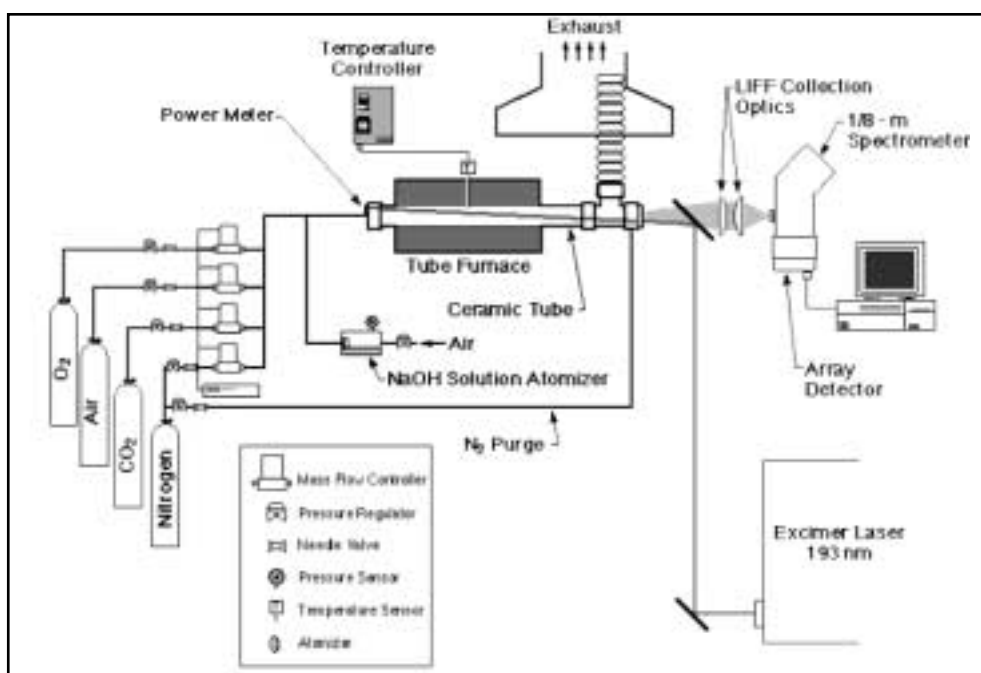 Exhaust
Temperature
Controller
LIFF Collection
Optics
1/8 - m
Spectrometer
Power Meter
Tube Furnace
Ceramic Tube
Air
NaOH Solution Atomizer
Array
Detector
N₂ Purge
O₂
Air
CO₂
Nitrogen
Mass Flow Controller
Pressure Regulator
Needle Valve
Pressure Sensor
Temperature Sensor
T
Atomizer
T
Excimer Laser
193 nm